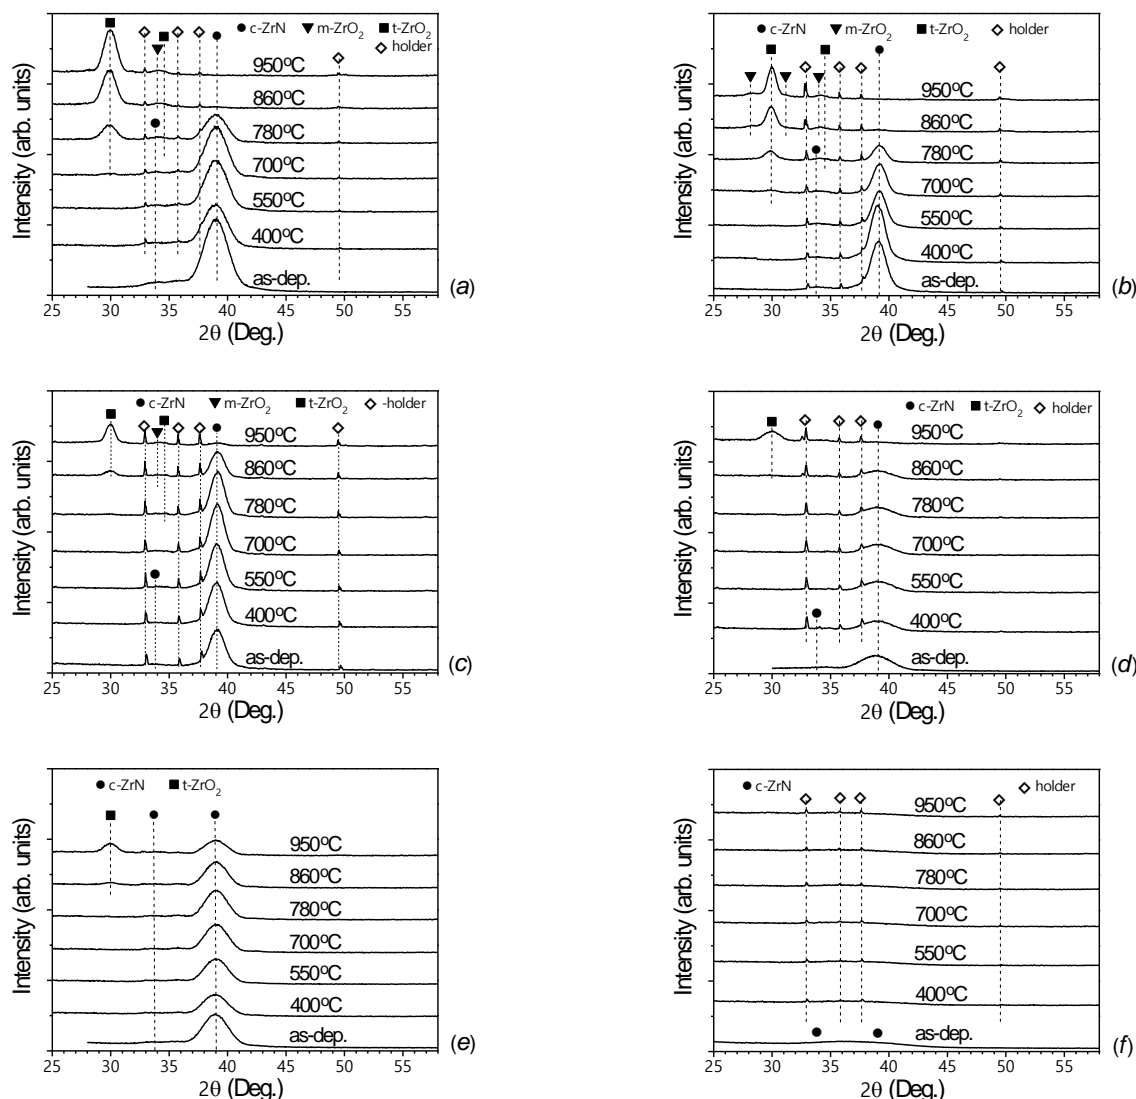 ● c-ZrN ▼ m-ZrO₂ ■ t-ZrO₂
◇ holder
950ºC
860ºC
780ºC
700ºC
550ºC
400ºC
as-dep.
Intensity (arb. units)
25 30 35 40 45 50 55
2θ (Deg.)
(a)
● c-ZrN ▼ m-ZrO₂ ■ t-ZrO₂ ◇ holder
950ºC
860ºC
780ºC
700ºC
550ºC
400ºC
as-dep.
Intensity (arb. units)
25 30 35 40 45 50 55
2θ (Deg.)
(b)
● c-ZrN ▼ m-ZrO₂ ■ t-ZrO₂ ◇ -holder
950ºC
860ºC
780ºC
700ºC
550ºC
400ºC
as-dep.
Intensity (arb. units)
25 30 35 40 45 50 55
2θ (Deg.)
(c)
● c-ZrN ■ t-ZrO₂ ◇ holder
950ºC
860ºC
780ºC
700ºC
550ºC
400ºC
as-dep.
Intensity (arb. units)
25 30 35 40 45 50 55
2θ (Deg.)
(d)
● c-ZrN ■ t-ZrO₂
950ºC
860ºC
780ºC
700ºC
550ºC
400ºC
as-dep.
Intensity (arb. units)
25 30 35 40 45 50 55
2θ (Deg.)
(e)
● c-ZrN ◇ holder
950ºC
860ºC
780ºC
700ºC
550ºC
400ºC
as-dep.
Intensity (arb. units)
25 30 35 40 45 50 55
2θ (Deg.)
(f)